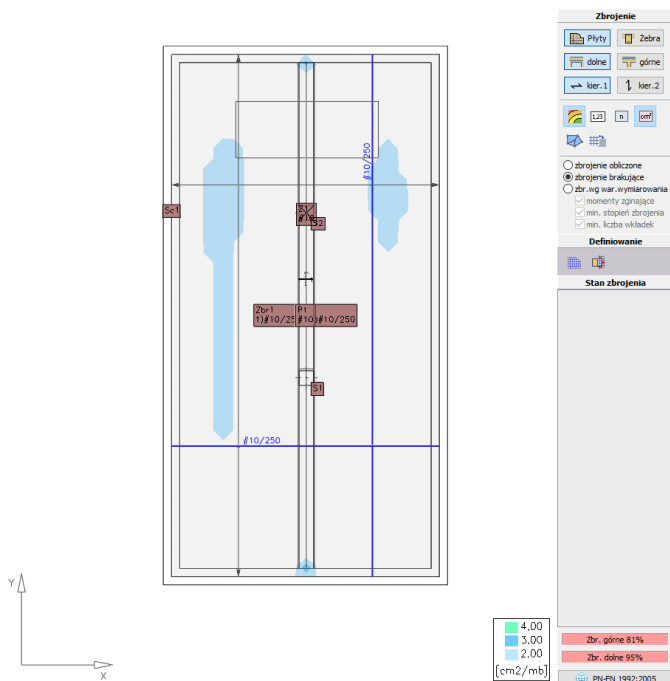 Zbrojenie
Płyty
Żebra
dolne
górne
kier.1
kier.2
1,23
n
cm²
zbrojenie obliczone
zbrojenie brakujące
zbr.wg war.wymiarowania
momenty zginające
min. stopień zbrojenia
min. liczba wkładek
Definiowanie
Stan zbrojenia
#10/250
Sc1
S2
Zbr1
1)#10/25
P1
#10
)#10/250
S1
#10/250
Y
X
4,00
3,00
2,00
[cm2/mb]
Zbr. górne 81%
Zbr. dolne 95%
PN-EN 1992:2005